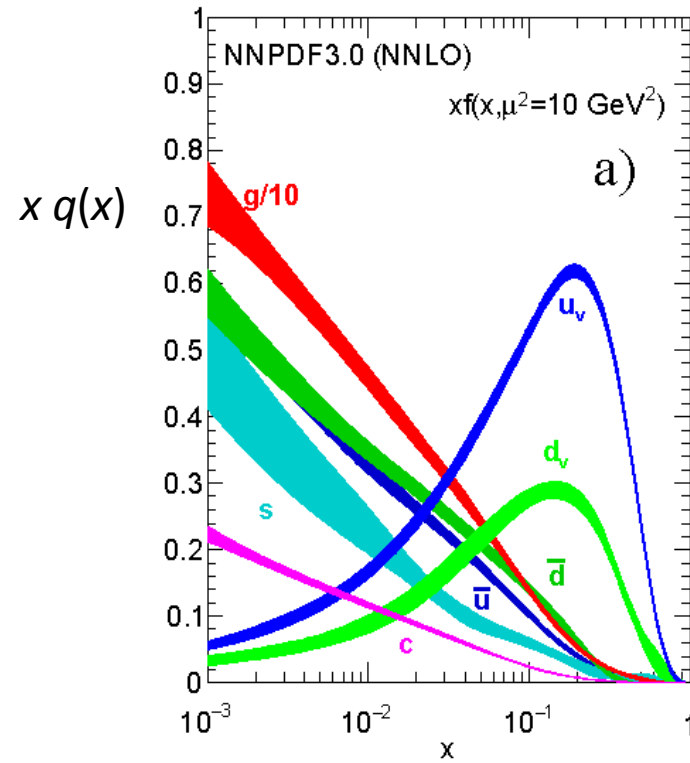 1
NNPDF3.0 (NNLO)
0.9
xf(x,μ²=10 GeV²)
0.8
a)
g/10
x q(x)
0.7
0.6
u_v
0.5
0.4
d_v
0.3
s
0.2
d̅
u̅
0.1
c
0
10⁻³
10⁻²
10⁻¹
1
x